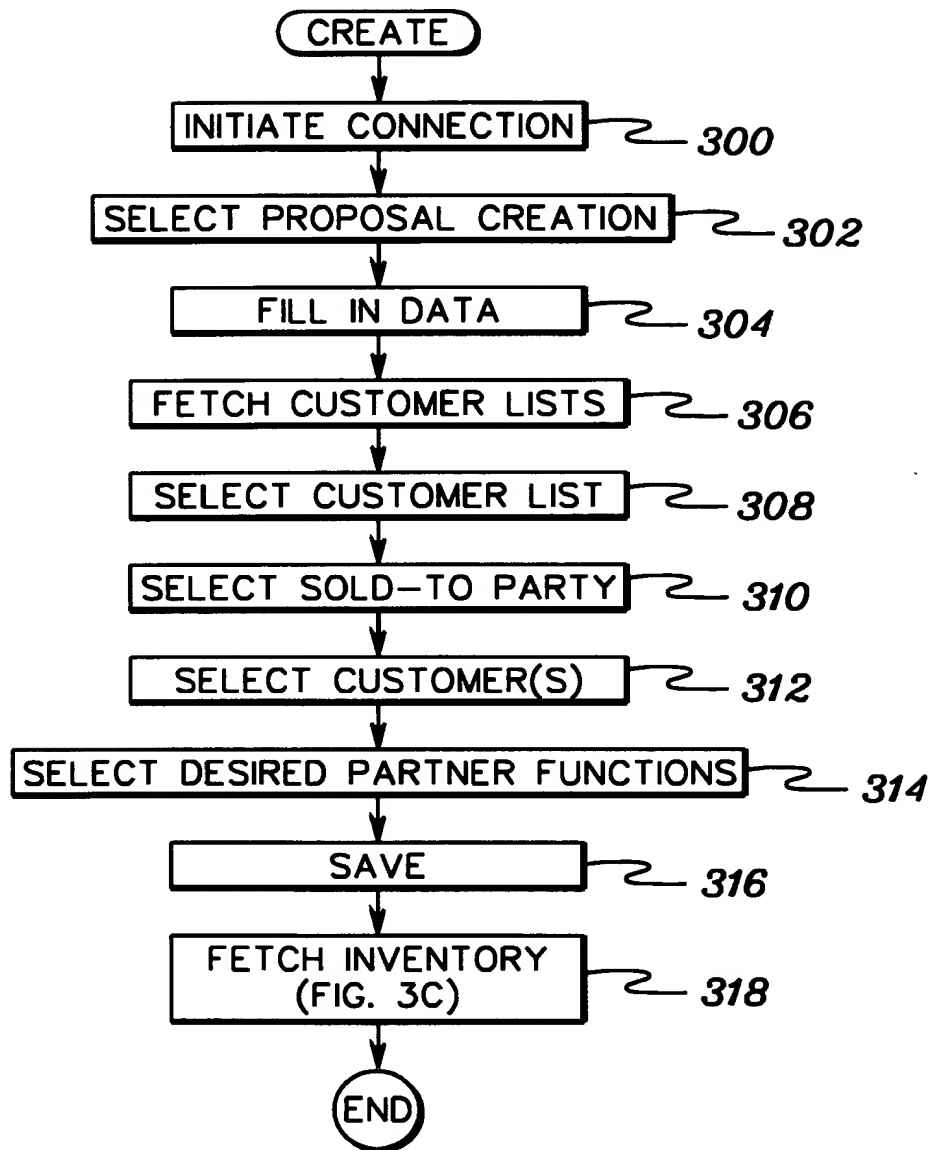 CREATE
INITIATE CONNECTION
300
SELECT PROPOSAL CREATION
302
FILL IN DATA
304
FETCH CUSTOMER LISTS
306
SELECT CUSTOMER LIST
308
SELECT SOLD-TO PARTY
310
SELECT CUSTOMER(S)
312
SELECT DESIRED PARTNER FUNCTIONS
314
SAVE
316
FETCH INVENTORY
(FIG. 3C)
318
END